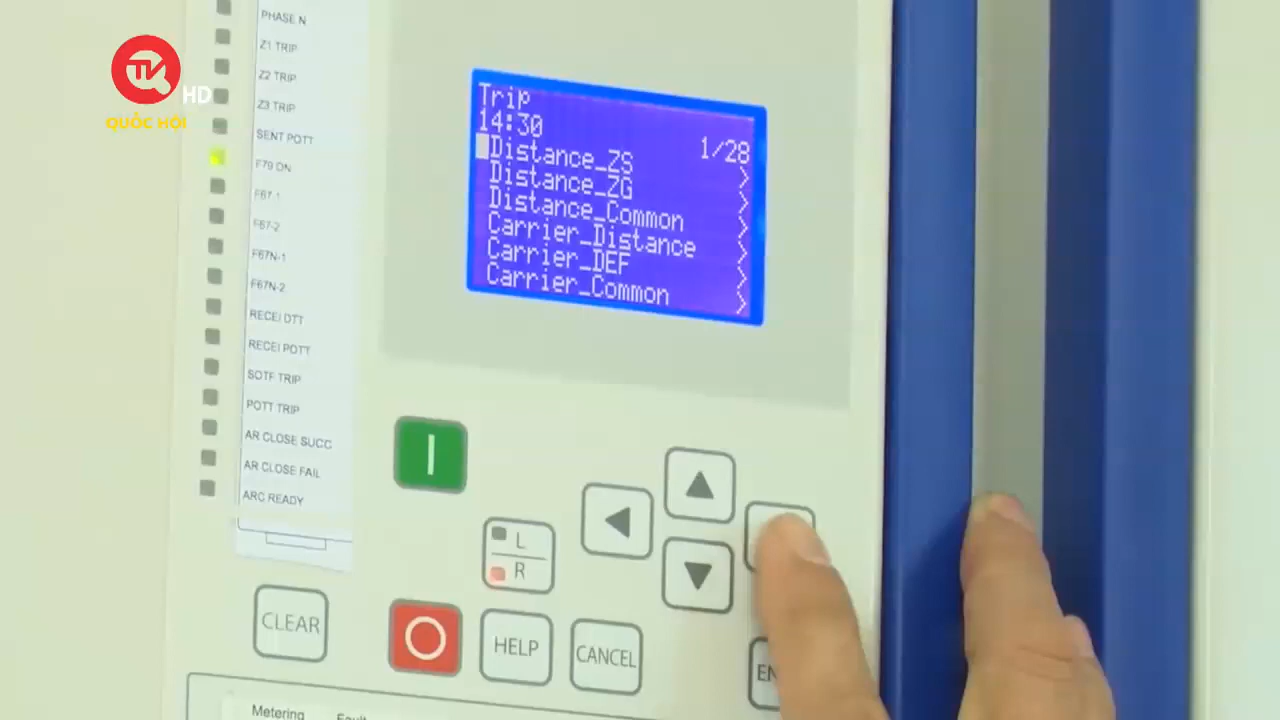 PHASE N
Z1 TRIP
Z2 TRIP
Z3 TRIP
SENT POTT
F79 ON
F67-1
F67-2
F67N-1
F67N-2
RECEI DTT
RECEI POTT
SOTF TRIP
POTT TRIP
AR CLOSE SUCC
AR CLOSE FAIL
ARC READY
TV
HD
QUỐC HỘI
Trip
14:30
1/28
Distance_ZS
Distance_ZG
Distance_Common
Carrier_Distance
Carrier_DEF
Carrier_Common
L
R
CLEAR
HELP
CANCEL
Metering